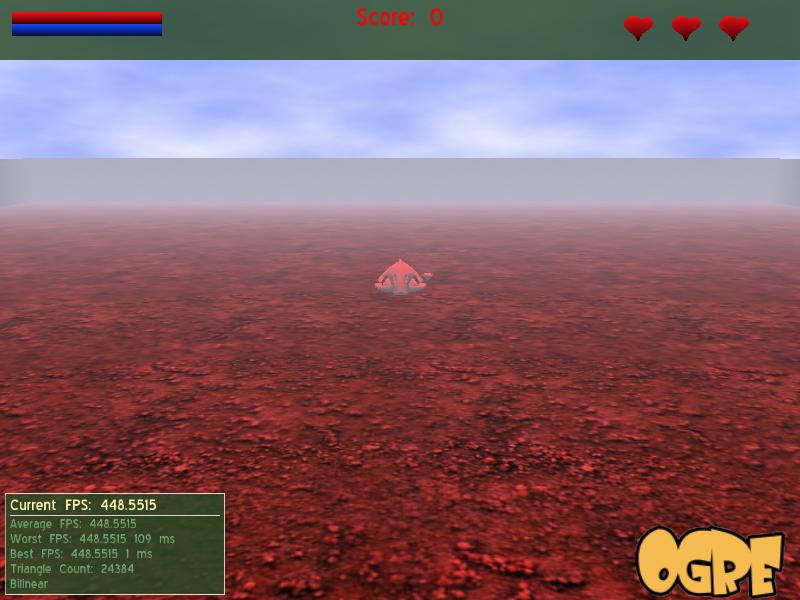 Score: 0
Current FPS: 448.5515
Average FPS: 448.5515
Worst FPS: 448.5515 109 ms
Best FPS: 448.5515 1 ms
Triangle Count: 24384
Bilinear
OGRE